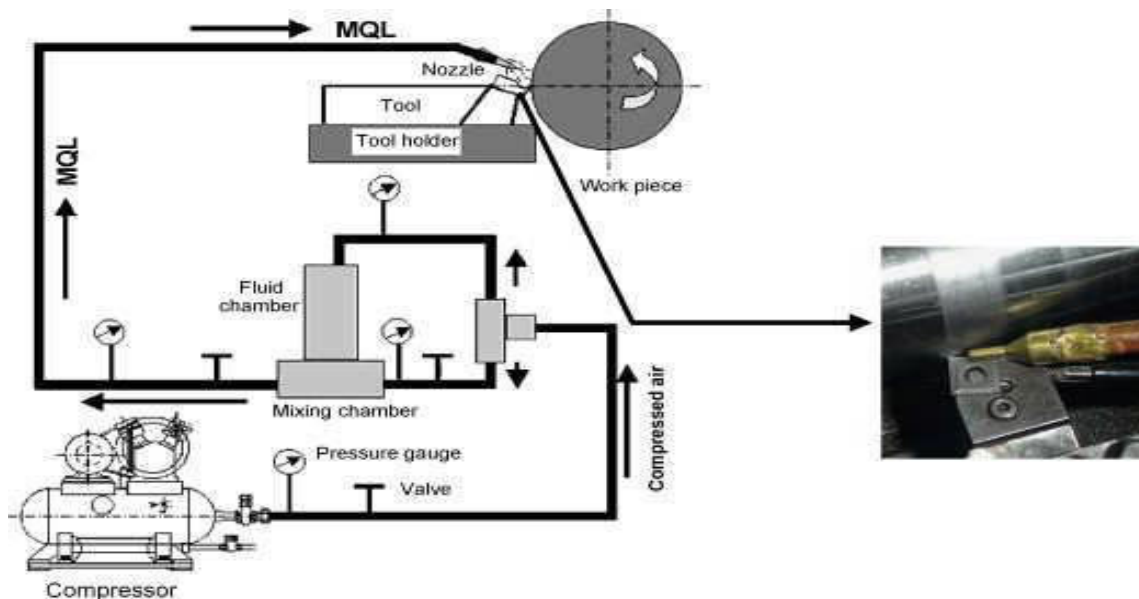 MQL
Nozzle
Tool
Tool holder
Work piece
MQL
Fluid
chamber
Mixing chamber
Compressed air
Pressure gauge
Valve
Compressor